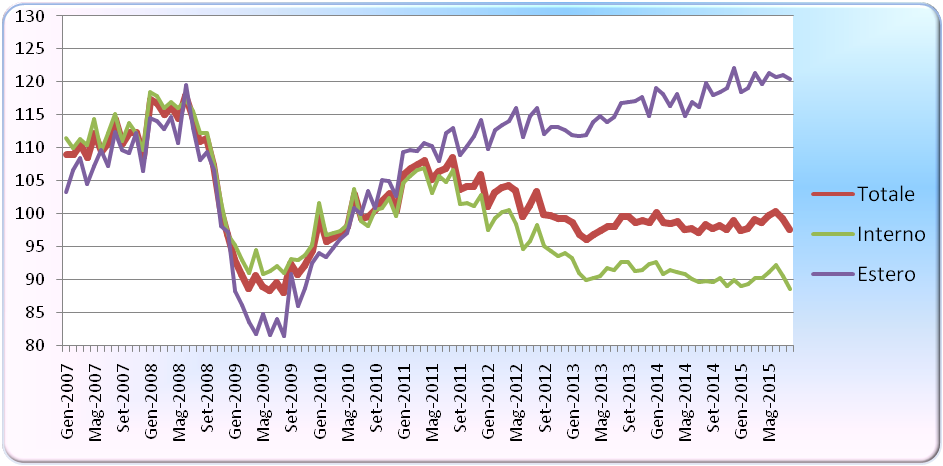 130
125
120
115
110
105
100
95
90
85
80
Gen-2007
Mag-2007
Set-2007
Gen-2008
Mag-2008
Set-2008
Gen-2009
Mag-2009
Set-2009
Gen-2010
Mag-2010
Set-2010
Gen-2011
Mag-2011
Set-2011
Gen-2012
Mag-2012
Set-2012
Gen-2013
Mag-2013
Set-2013
Gen-2014
Mag-2014
Set-2014
Gen-2015
Mag-2015
Totale
Interno
Estero